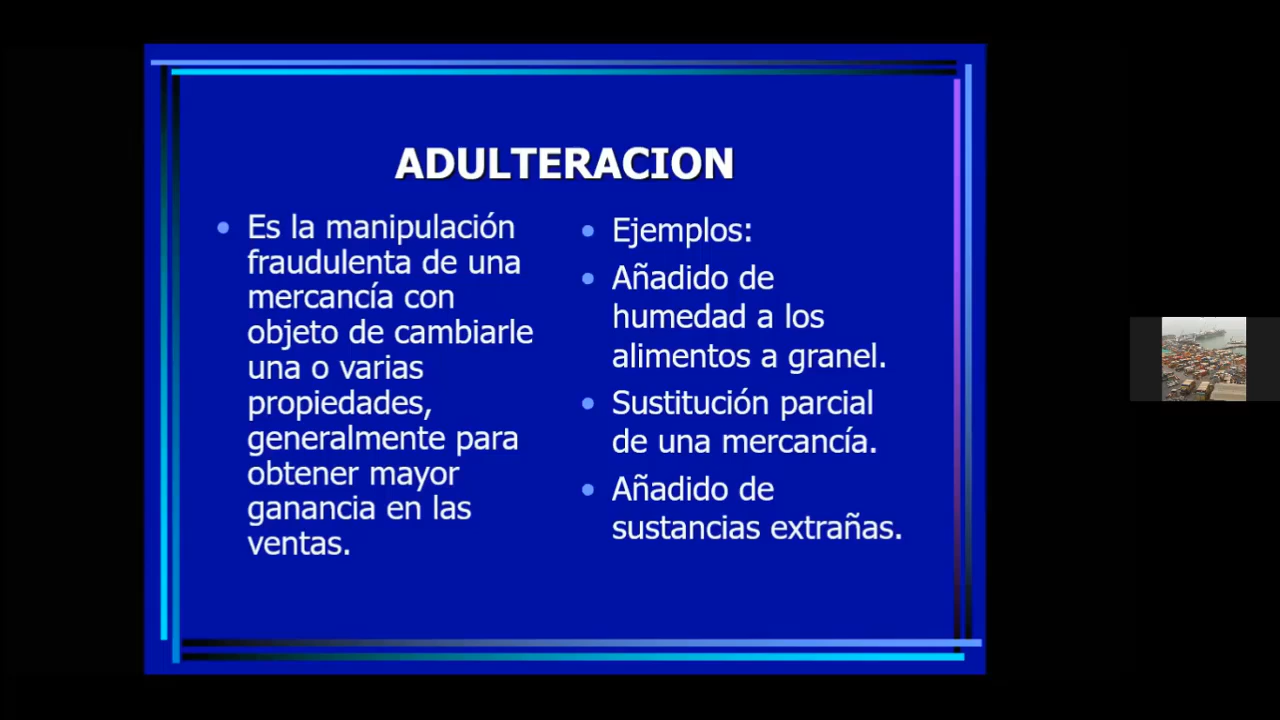 ADULTERACION
Es la manipulación
fraudulenta de una
mercancía con
objeto de cambiarle
una o varias
propiedades,
generalmente para
obtener mayor
ganancia en las
ventas.
Ejemplos:
Añadido de
humedad a los
alimentos a granel.
Sustitución parcial
de una mercancía.
Añadido de
sustancias extrañas.